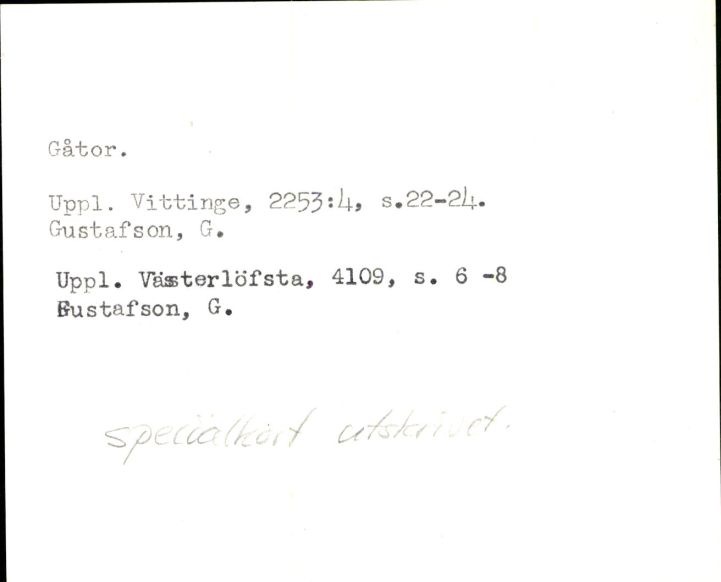 Gåtor.
Uppl. Vittinge, 2253:4, s.22-24.
Gustafson, G.
Uppl. Västerlöfsta, 4109, s. 6 -8
Gustafson, G.
specialkort utskrivet.